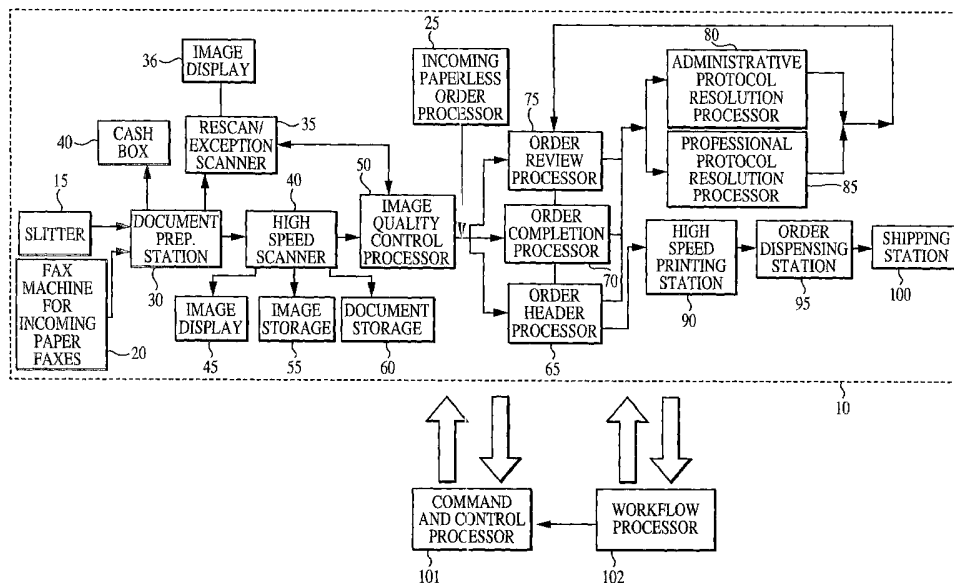 25
80
36
IMAGE
DISPLAY
INCOMING
PAPERLESS
ORDER
PROCESSOR
ADMINISTRATIVE
PROTOCOL
RESOLUTION
PROCESSOR
75
40
CASH
BOX
RESCAN/
EXCEPTION
SCANNER
35
ORDER
REVIEW
PROCESSOR
PROFESSIONAL
PROTOCOL
RESOLUTION
PROCESSOR
85
15
SLITTER
DOCUMENT
PREP.
STATION
30
40
HIGH
SPEED
SCANNER
50
IMAGE
QUALITY
CONTROL
PROCESSOR
ORDER
COMPLETION
PROCESSOR
70
HIGH
SPEED
PRINTING
STATION
90
ORDER
DISPENSING
STATION
95
SHIPPING
STATION
100
FAX
MACHINE
FOR
INCOMING
PAPER
FAXES
20
IMAGE
DISPLAY
45
IMAGE
STORAGE
55
DOCUMENT
STORAGE
60
ORDER
HEADER
PROCESSOR
65
10
COMMAND
AND CONTROL
PROCESSOR
101
WORKFLOW
PROCESSOR
102